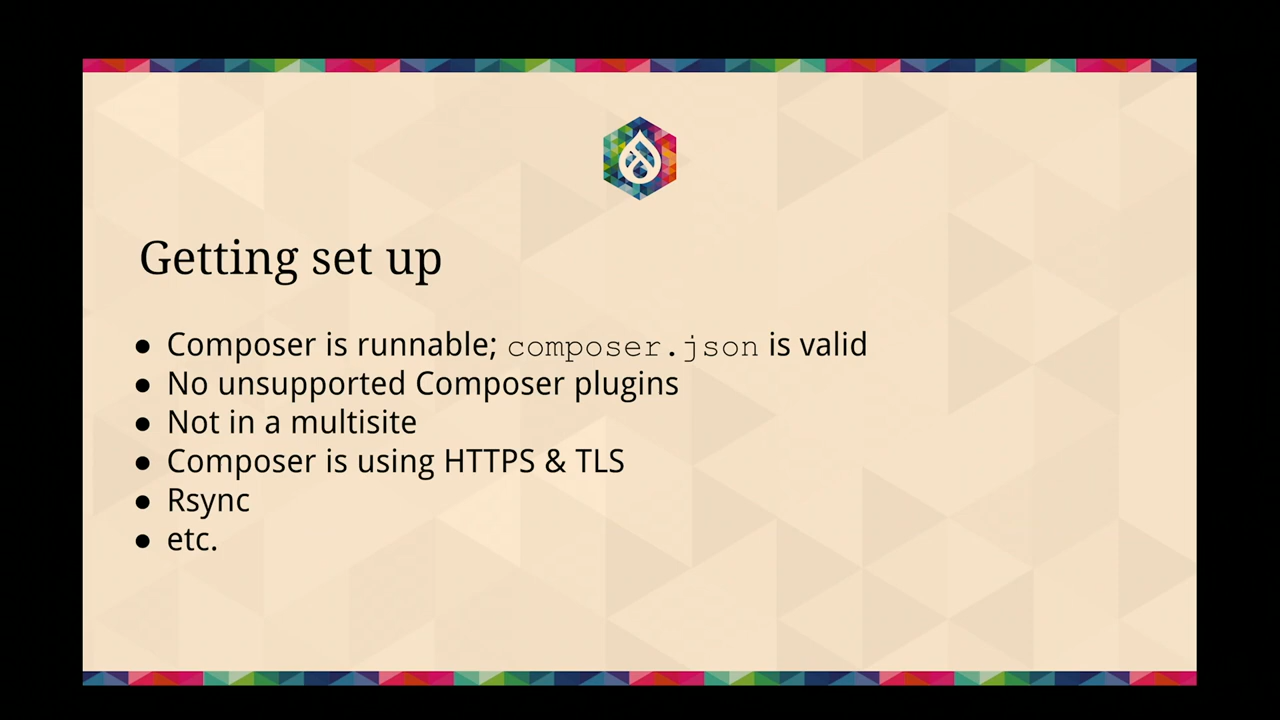 Getting set up
● Composer is runnable; composer.json is valid
● No unsupported Composer plugins
● Not in a multisite
● Composer is using HTTPS & TLS
● Rsync
● etc.